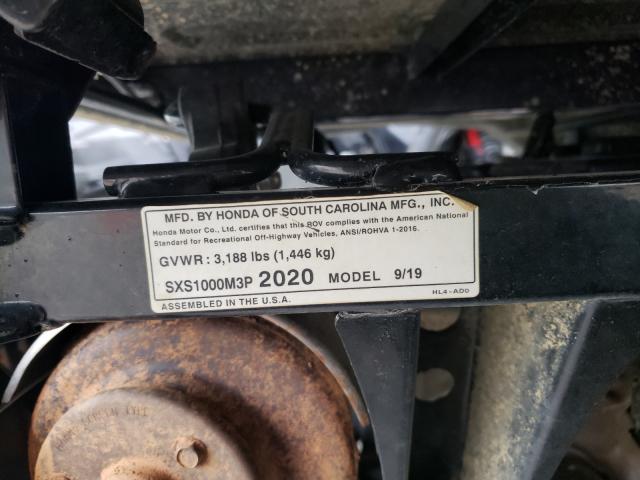 MFD. BY HONDA OF SOUTH CAROLINA MFG., INC.
Honda Motor Co., Ltd. certifies that this ROV complies with the American National
Standard for Recreational Off-Highway Vehicles, ANSI/ROHVA 1-2016.
GVWR : 3,188 lbs (1,446 kg)
SXS1000M3P 2020 MODEL 9/19
ASSEMBLED IN THE U.S.A. HL4-AD0